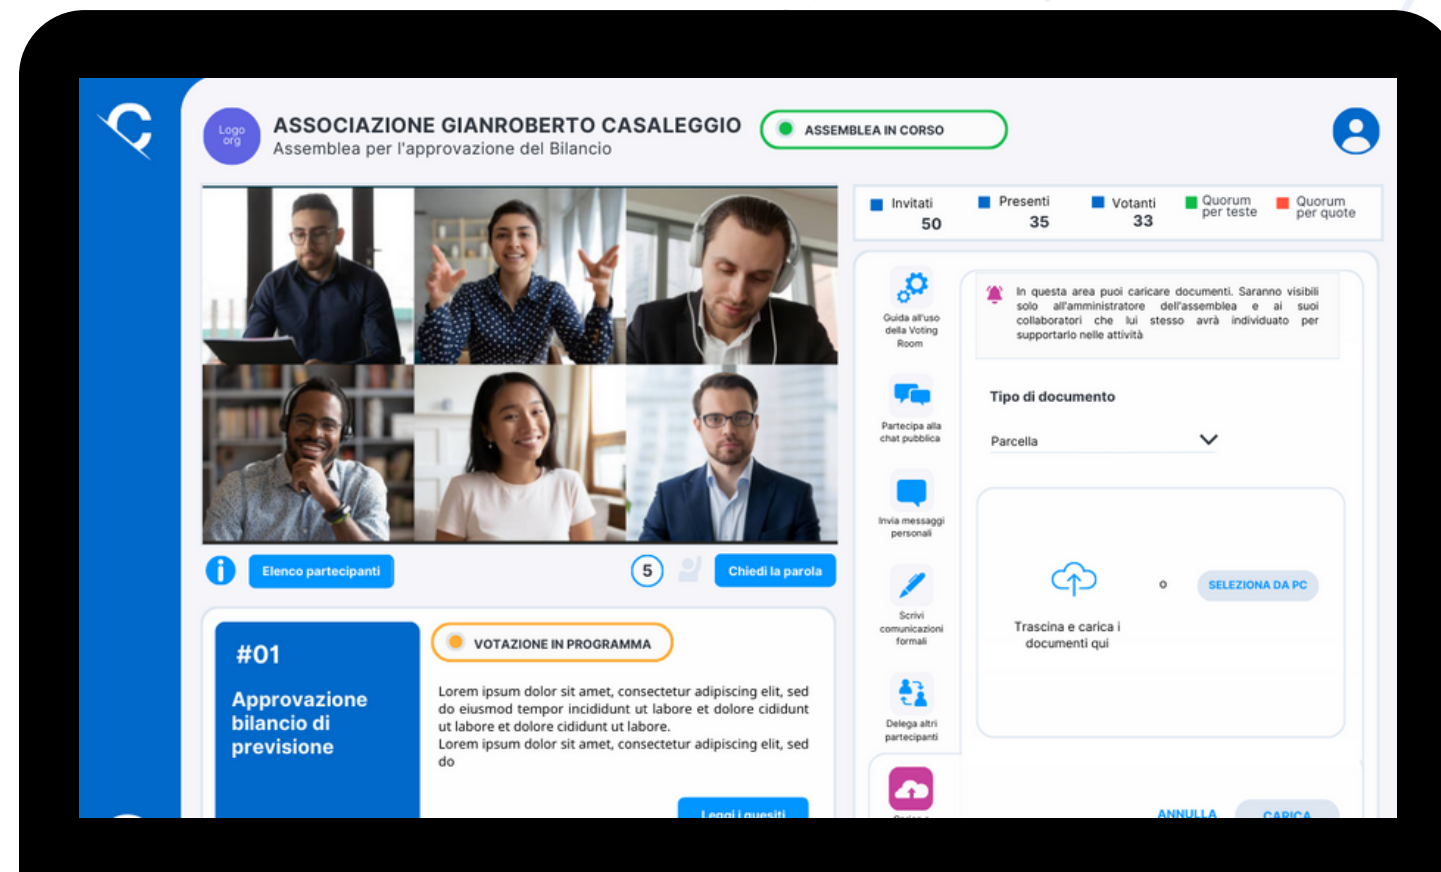 Logo
org
ASSOCIAZIONE GIANROBERTO CASALEGGIO
Assemblea per l'approvazione del Bilancio
ASSEMBLEA IN CORSO
Invitati
50
Presenti
35
Votanti
33
Quorum
per teste
Quorum
per quote
Elenco partecipanti
5
Chiedi la parola
#01
Approvazione
bilancio di
previsione
VOTAZIONE IN PROGRAMMA
Lorem ipsum dolor sit amet, consectetur adipiscing elit, sed
do eiusmod tempor incididunt ut labore et dolore cididunt
ut labore et dolore cididunt ut labore.
Lorem ipsum dolor sit amet, consectetur adipiscing elit, sed
do
Leggi i quesiti
Guida all'uso
della Voting
Room
Partecipa alla
chat pubblica
Invia messaggi
personali
Scrivi
comunicazioni
formali
Delega altri
partecipanti
In questa area puoi caricare documenti. Saranno visibili
solo all'amministratore dell'assemblea e ai suoi
collaboratori che lui stesso avrà individuato per
supportarlo nelle attività
Tipo di documento
Parcella
Trascina e carica i
documenti qui
o
SELEZIONA DA PC
ANNULLA
CARICA